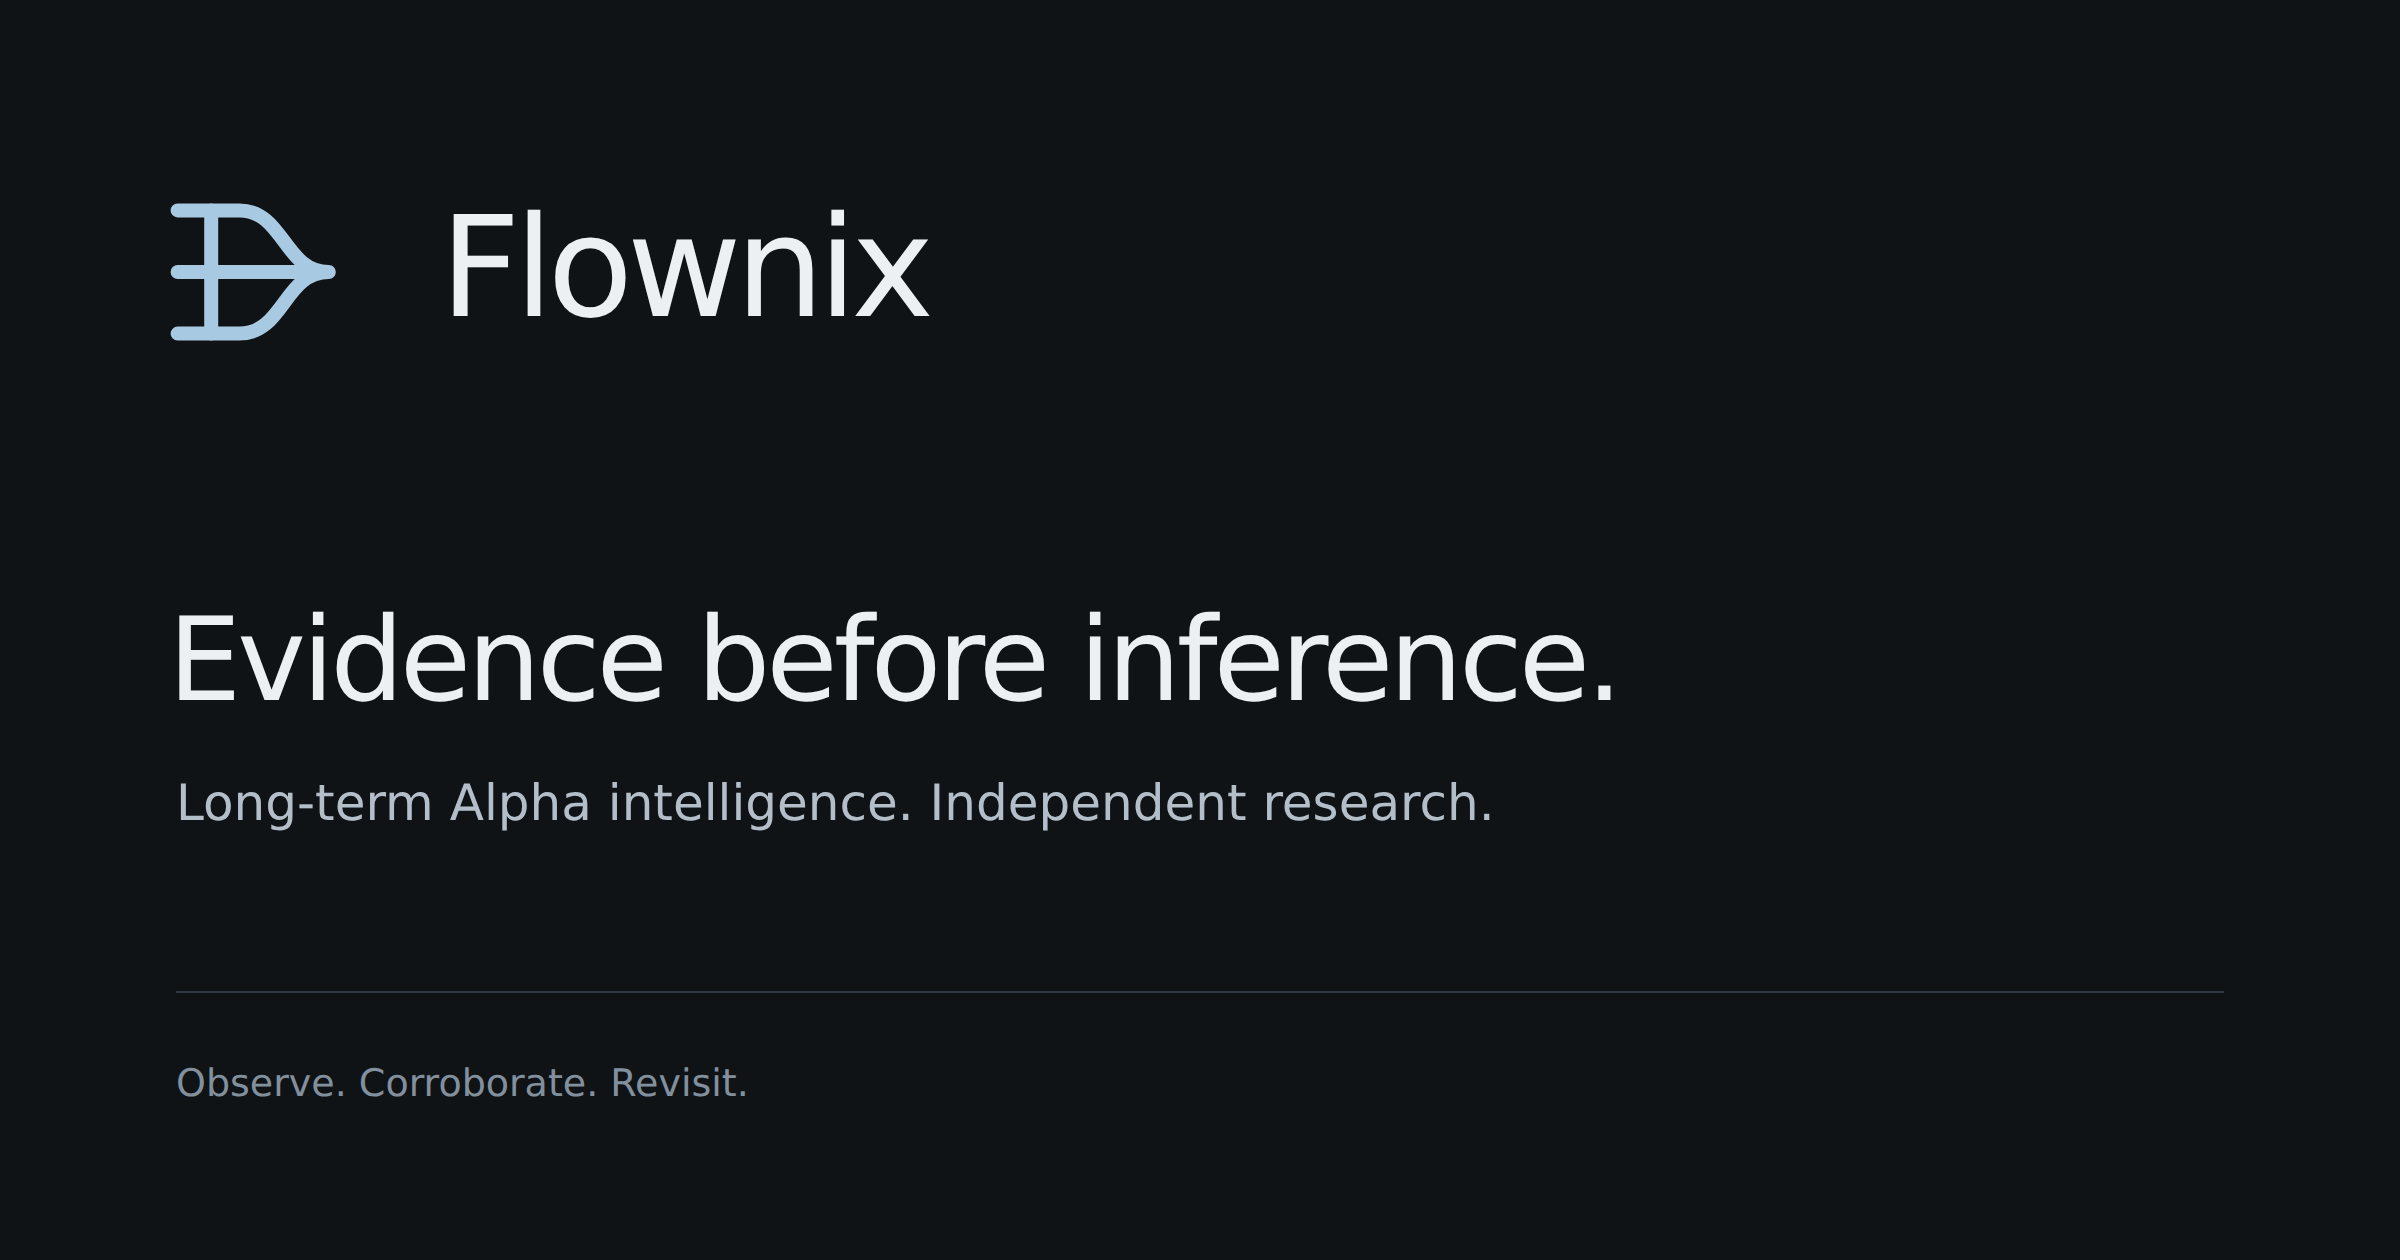 Flownix
Evidence before inference.
Long-term Alpha intelligence. Independent research.
Observe. Corroborate. Revisit.